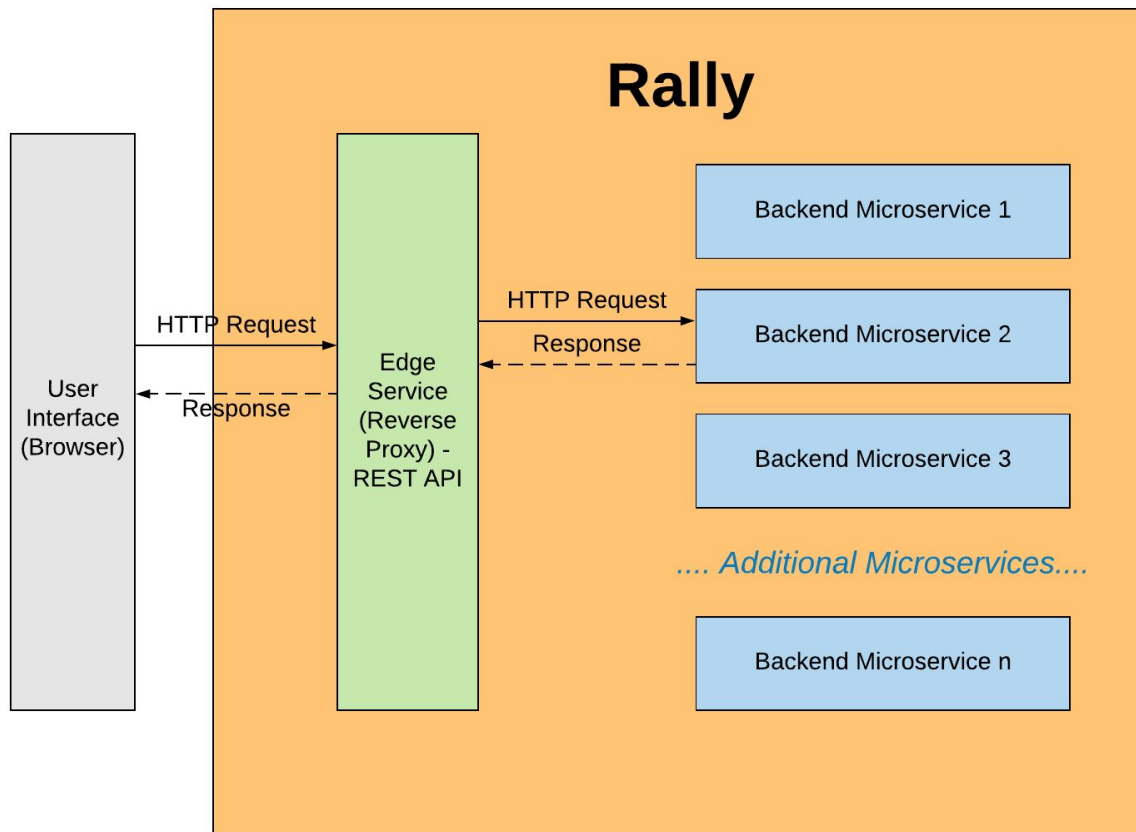 Rally
Backend Microservice 1
HTTP Request
Backend Microservice 2
Response
HTTP Request
Response
User
Interface
(Browser)
Edge
Service
(Reverse
Proxy) -
REST API
Backend Microservice 3
.... Additional Microservices....
Backend Microservice n